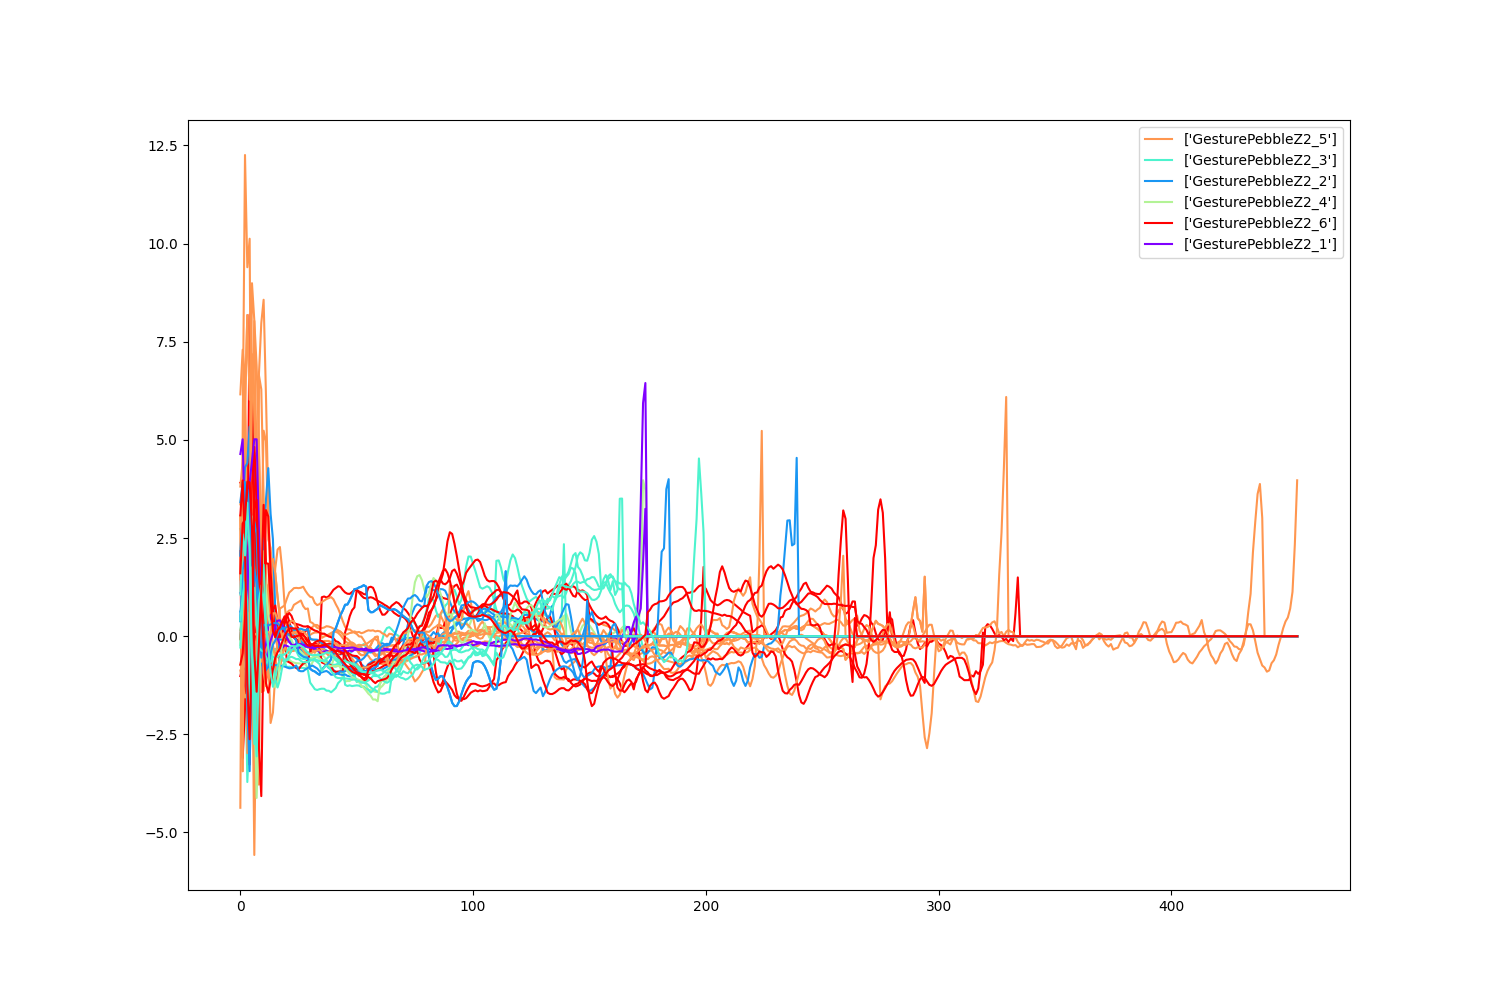 12.5
10.0
7.5
5.0
2.5
0.0
−2.5
−5.0
0
100
200
300
400
['GesturePebbleZ2_5']
['GesturePebbleZ2_3']
['GesturePebbleZ2_2']
['GesturePebbleZ2_4']
['GesturePebbleZ2_6']
['GesturePebbleZ2_1']